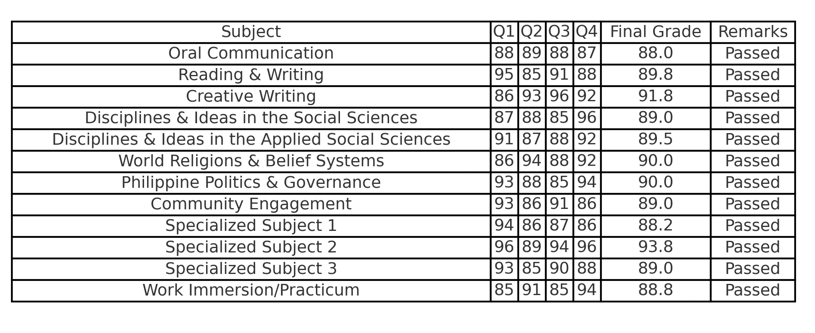 Subject Q1 Q2 Q3 Q4 Final Grade Remarks
Oral Communication 88 89 88 87 88.0 Passed
Reading & Writing 95 85 91 88 89.8 Passed
Creative Writing 86 93 96 92 91.8 Passed
Disciplines & Ideas in the Social Sciences 87 88 85 96 89.0 Passed
Disciplines & Ideas in the Applied Social Sciences 91 87 88 92 89.5 Passed
World Religions & Belief Systems 86 94 88 92 90.0 Passed
Philippine Politics & Governance 93 88 85 94 90.0 Passed
Community Engagement 93 86 91 86 89.0 Passed
Specialized Subject 1 94 86 87 86 88.2 Passed
Specialized Subject 2 96 89 94 96 93.8 Passed
Specialized Subject 3 93 85 90 88 89.0 Passed
Work Immersion/Practicum 85 91 85 94 88.8 Passed